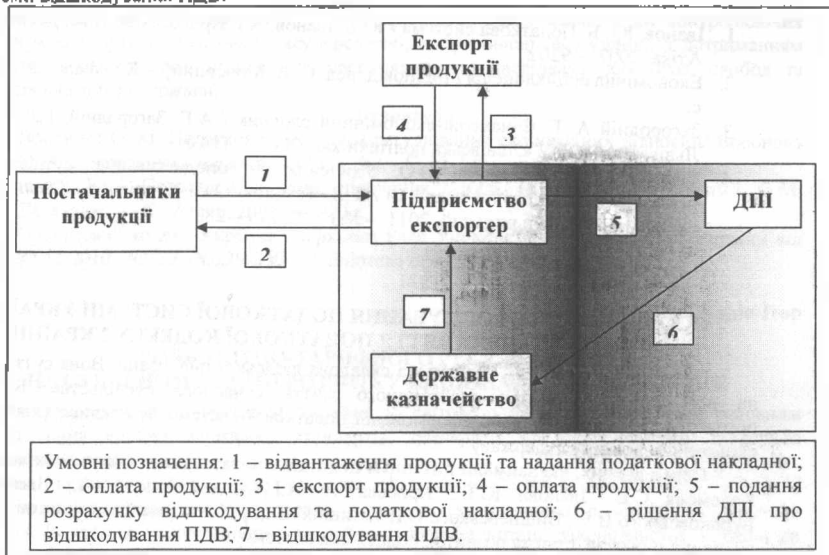 відшкодування ПДВ.
Експорт
продукції
4
3
1
Постачальники
продукції
Підприємство
експортер
ДПІ
2
5
7
6
Державне
казначейство
Умовні позначення: 1 – відвантаження продукції та надання податкової накладної;
2 – оплата продукції; 3 – експорт продукції; 4 – оплата продукції; 5 – подання
розрахунку відшкодування та податкової накладної; 6 – рішення ДПІ про
відшкодування ПДВ; 7 – відшкодування ПДВ.